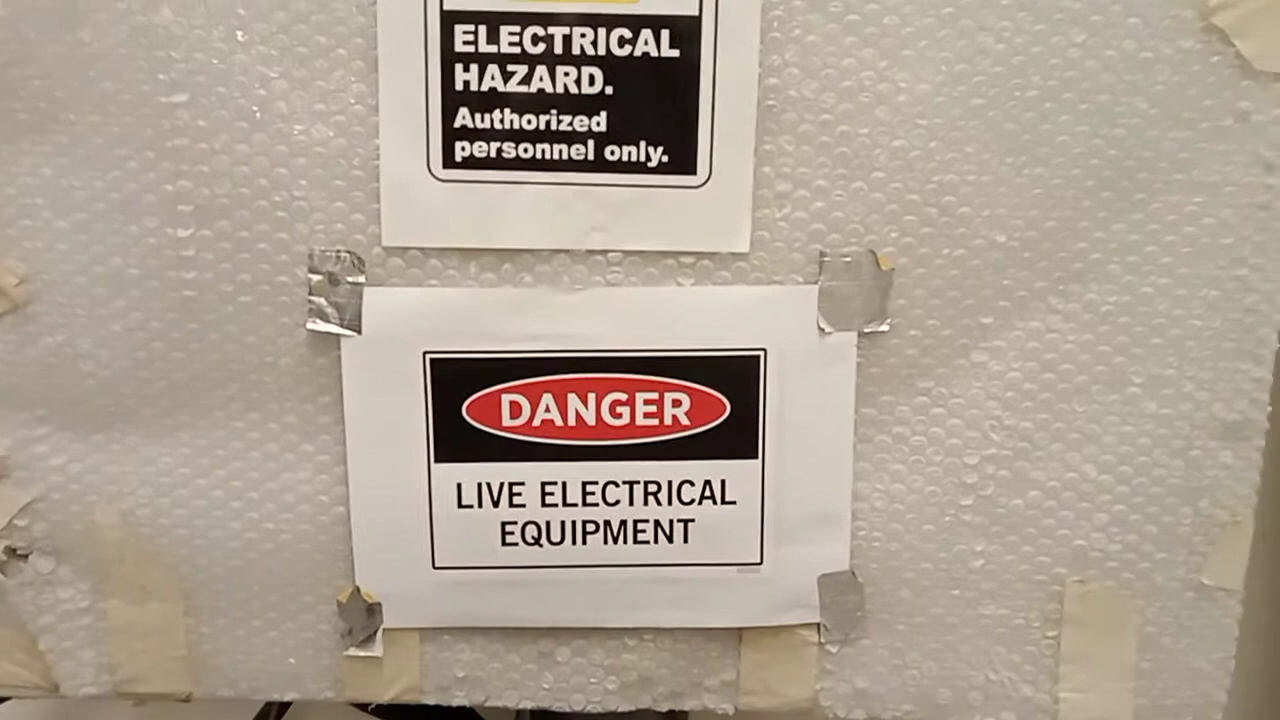 ELECTRICAL
HAZARD.
Authorized
personnel only.
DANGER
LIVE ELECTRICAL
EQUIPMENT